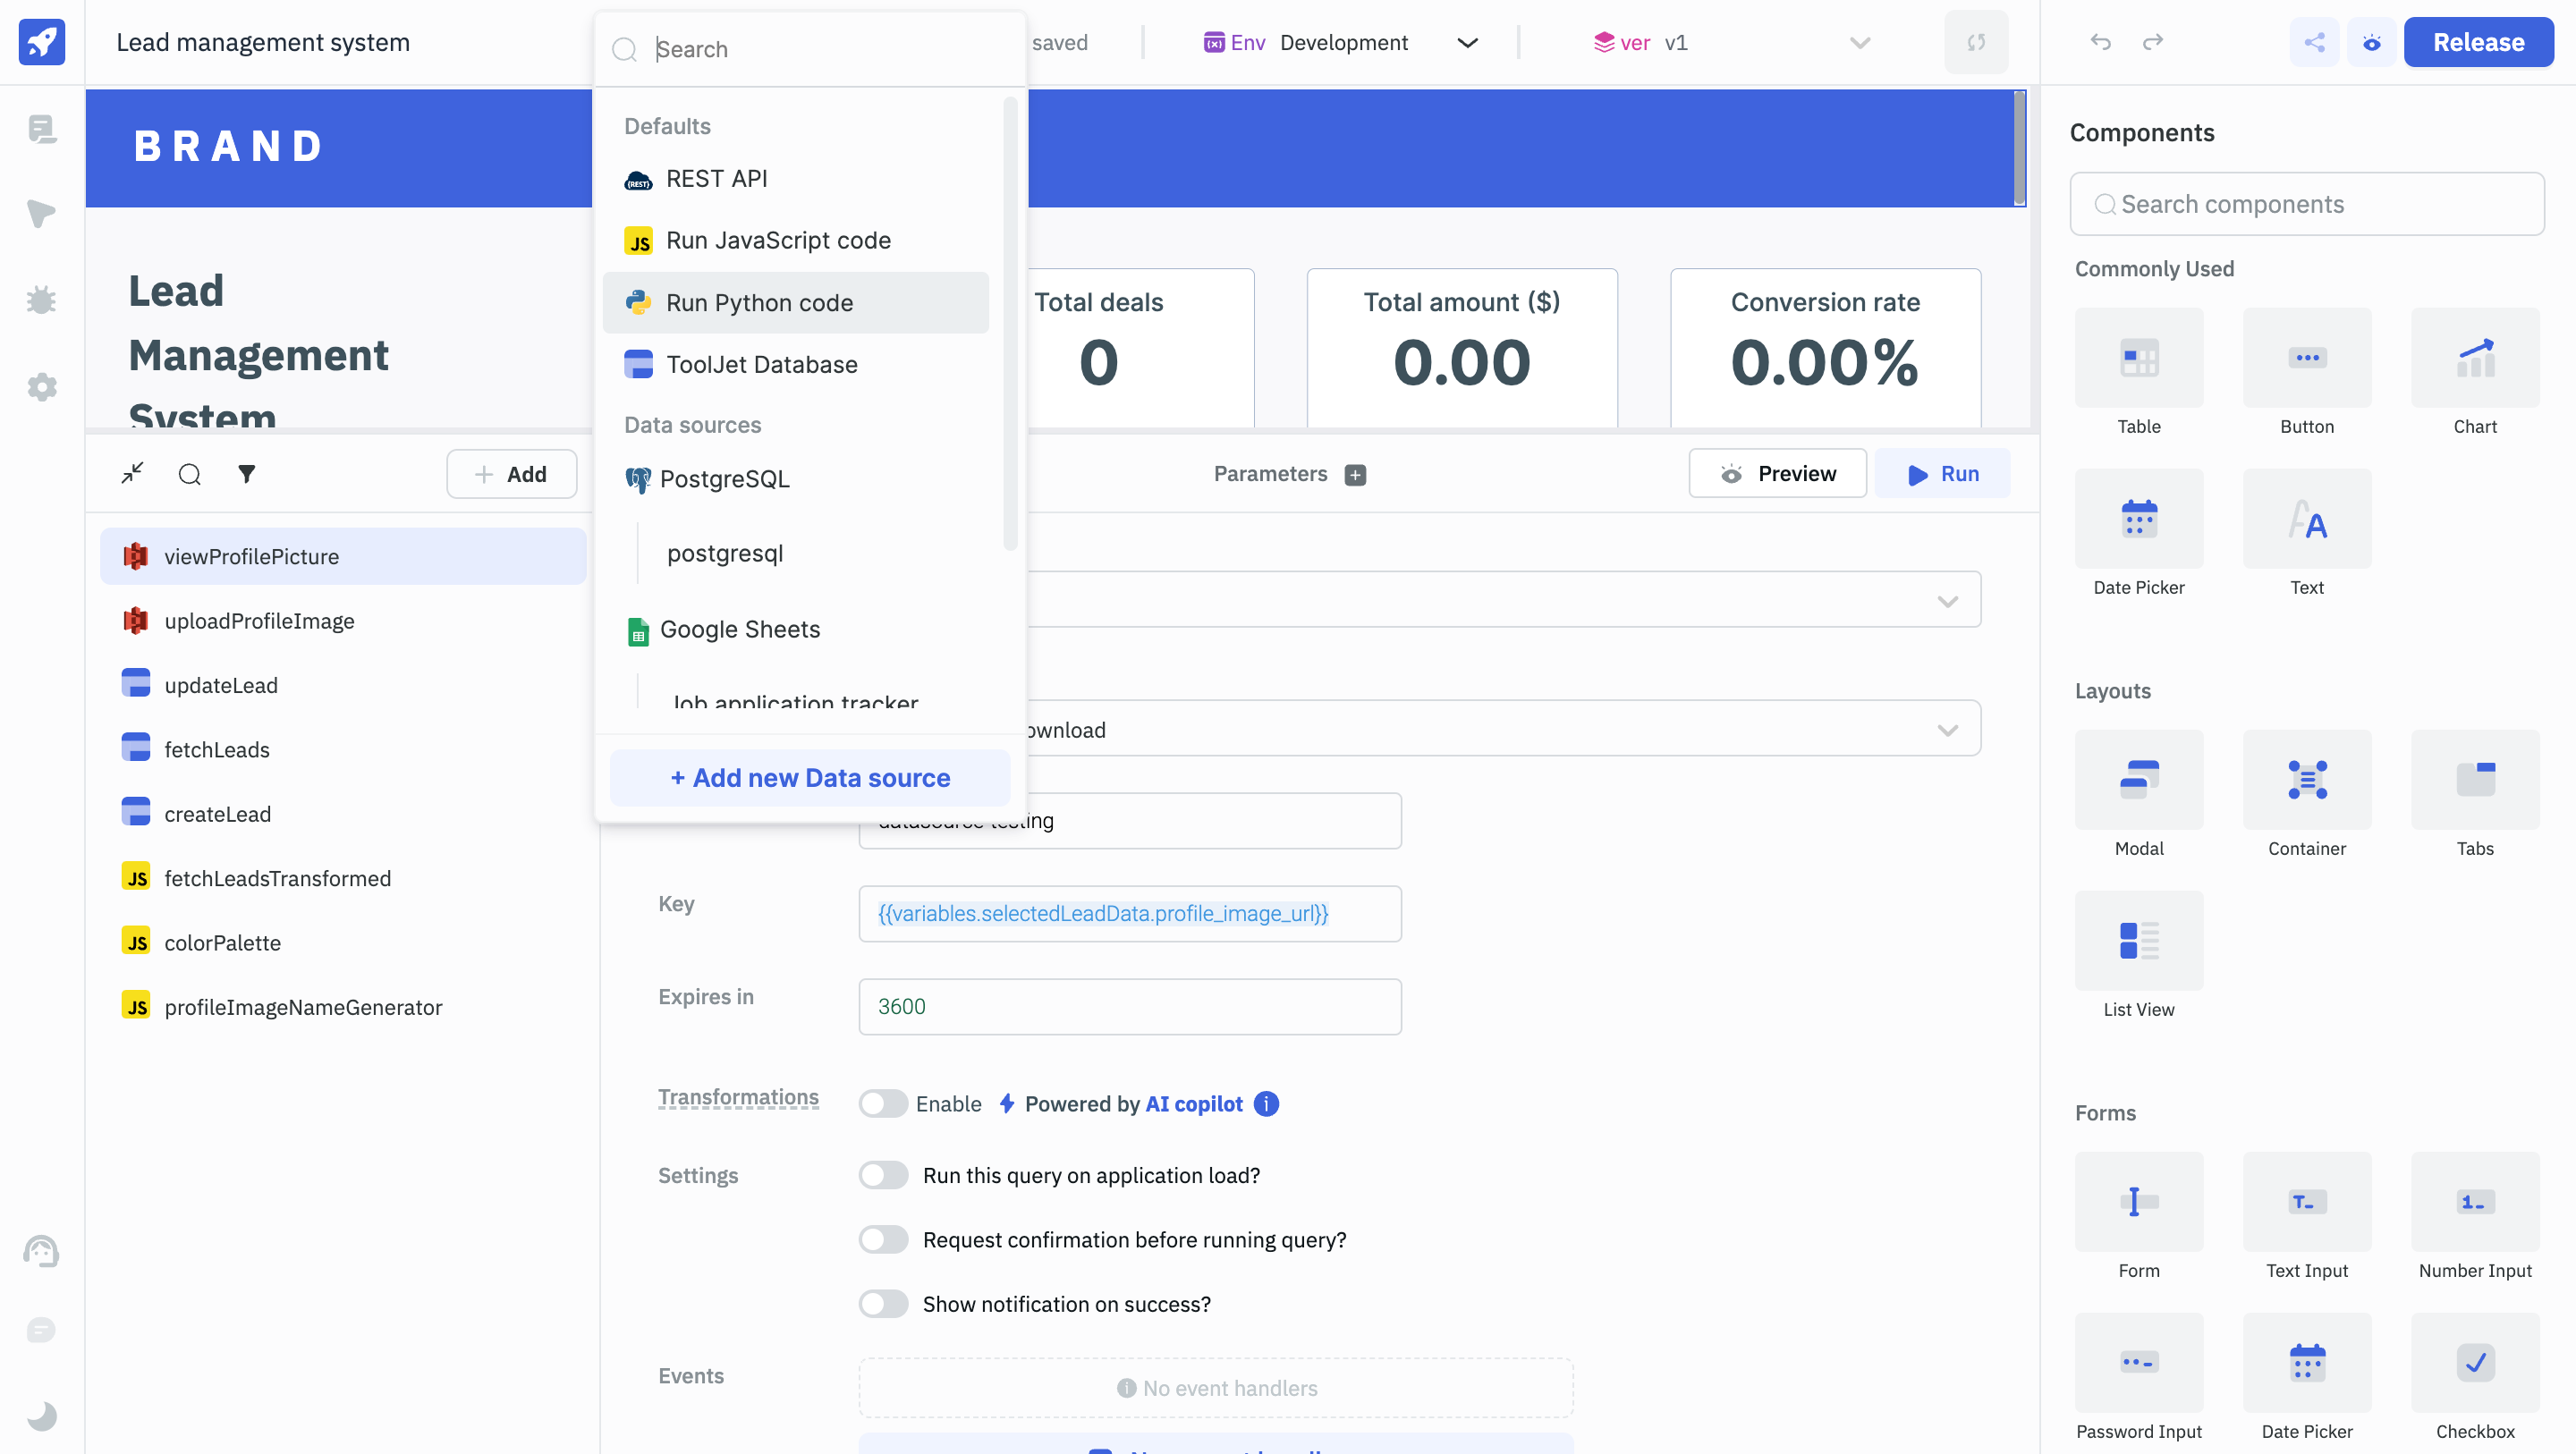 Lead management system
Search
saved
Env Development
ver v1
Release
BRAND
Lead
Management
System
Total deals
0
Total amount ($)
0.00
Conversion rate
0.00%
Defaults
REST API
JS Run JavaScript code
Run Python code
ToolJet Database
Data sources
PostgreSQL
postgresql
Google Sheets
Job application tracker
+ Add new Data source
Add
Parameters
Preview
Run
viewProfilePicture
uploadProfileImage
updateLead
fetchLeads
createLead
JS fetchLeadsTransformed
JS colorPalette
JS profileImageNameGenerator
ownload
datasource testing
Key
{{variables.selectedLeadData.profile_image_url}}
Expires in
3600
Transformations
Enable
Powered by AI copilot
Settings
Run this query on application load?
Request confirmation before running query?
Show notification on success?
Events
No event handlers
Components
Search components
Commonly Used
Table
Button
Chart
Date Picker
Text
Layouts
Modal
Container
Tabs
List View
Forms
Form
Text Input
Number Input
Password Input
Date Picker
Checkbox